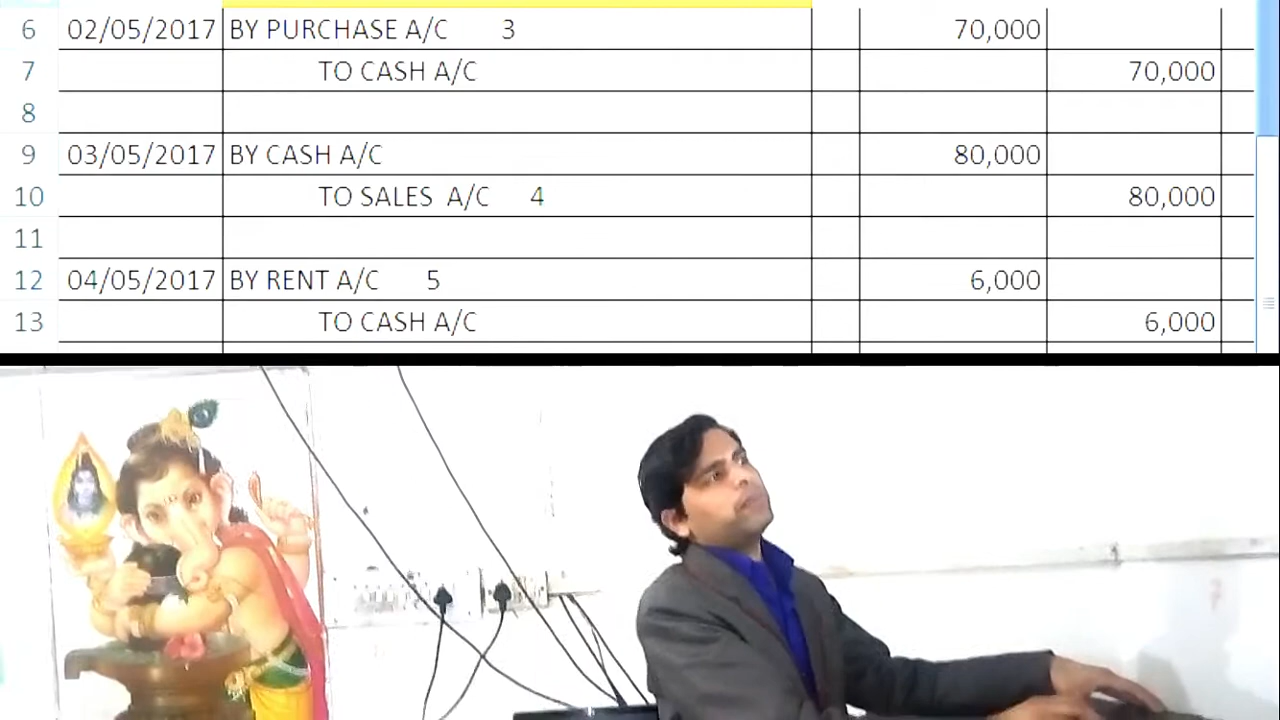 6 02/05/2017 BY PURCHASE A/C 3 70,000
7 TO CASH A/C 70,000
8
9 03/05/2017 BY CASH A/C 80,000
10 TO SALES A/C 4 80,000
11
12 04/05/2017 BY RENT A/C 5 6,000
13 TO CASH A/C 6,000